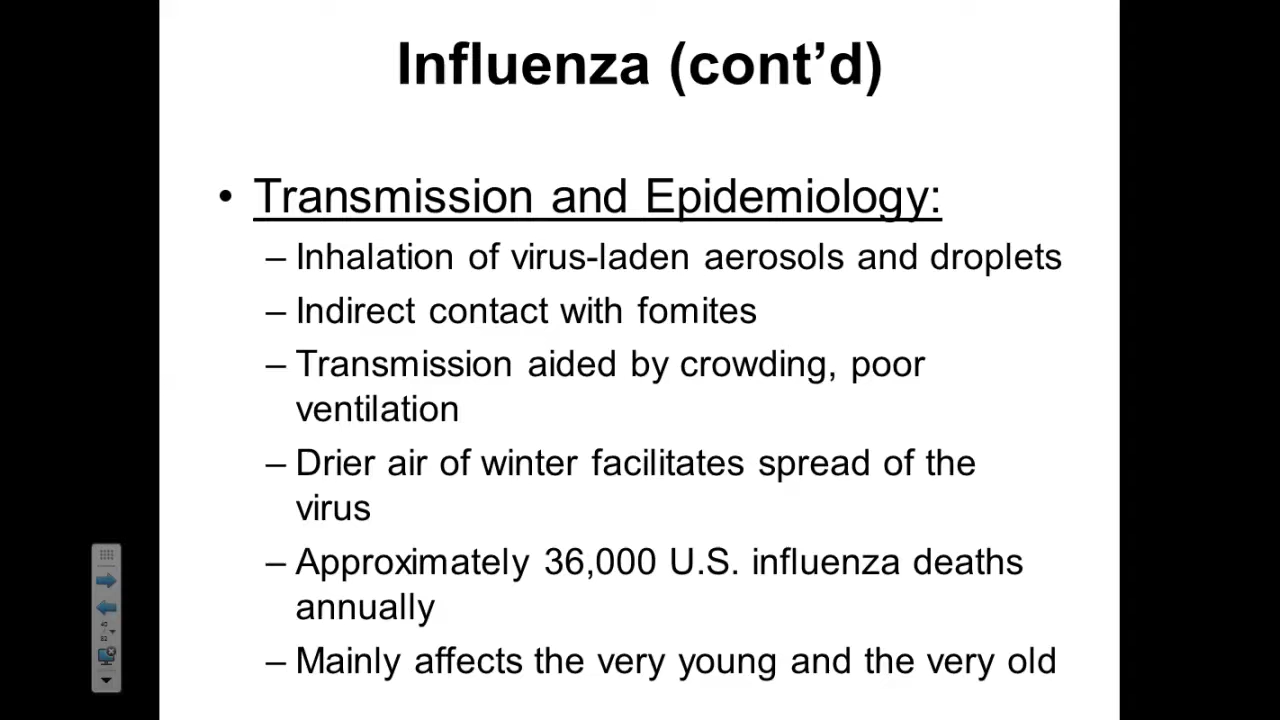 Influenza (cont’d)
• Transmission and Epidemiology:
– Inhalation of virus-laden aerosols and droplets
– Indirect contact with fomites
– Transmission aided by crowding, poor
ventilation
– Drier air of winter facilitates spread of the
virus
– Approximately 36,000 U.S. influenza deaths
annually
– Mainly affects the very young and the very old